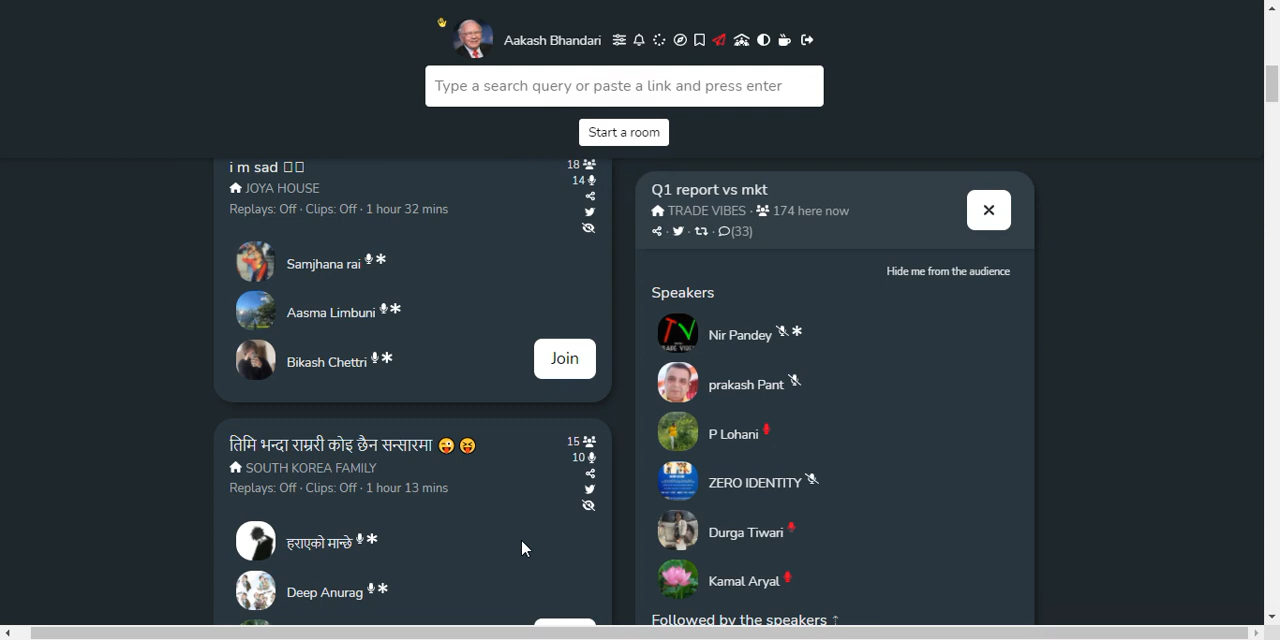 Aakash Bhandari
Type a search query or paste a link and press enter
Start a room
i m sad
JOYA HOUSE
Replays: Off · Clips: Off · 1 hour 32 mins
18
14
Samjhana rai
Aasma Limbuni
Bikash Chettri
Join
तिमि भन्दा राम्ररी कोइ छैन सन्सारमा 😜 😝
SOUTH KOREA FAMILY
Replays: Off · Clips: Off · 1 hour 13 mins
15
10
हराएको मान्छे
Deep Anurag
Q1 report vs mkt
TRADE VIBES · 174 here now
(33)
Hide me from the audience
Speakers
Nir Pandey
prakash Pant
P Lohani
ZERO IDENTITY
Durga Tiwari
Kamal Aryal
Followed by the speakers ↑